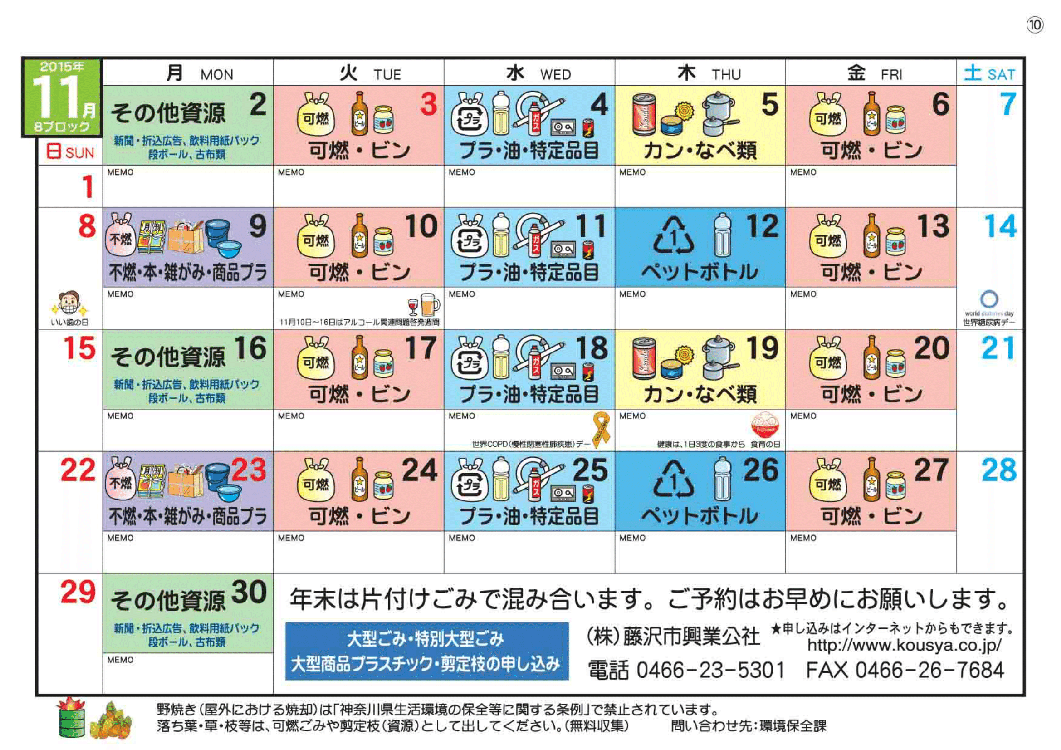 ⑩
2015年
11月
8ブロック
月 MON
火 TUE
水 WED
木 THU
金 FRI
土 SAT
日 SUN
1
その他資源 2
新聞・折込広告、飲料用紙パック
段ボール、古布類
MEMO
可燃 3
可燃・ビン
MEMO
プラ 4
プラ・油・特定品目
MEMO
5
カン・なべ類
MEMO
可燃 6
可燃・ビン
MEMO
7
8
いい歯の日
不燃 9
不燃・本・雑がみ・商品プラ
MEMO
可燃 10
可燃・ビン
MEMO
11月10日~16日はアルコール関連問題啓発週間
プラ 11
プラ・油・特定品目
MEMO
1 12
ペットボトル
MEMO
可燃 13
可燃・ビン
MEMO
14
world diabetes day
世界糖尿病デー
15
その他資源 16
新聞・折込広告、飲料用紙パック
段ボール、古布類
MEMO
可燃 17
可燃・ビン
MEMO
プラ 18
プラ・油・特定品目
MEMO
世界COPD(慢性閉塞性肺疾患)デー
19
カン・なべ類
MEMO
健康は、1日3度の食事から 食育の日
可燃 20
可燃・ビン
MEMO
21
22
不燃 23
不燃・本・雑がみ・商品プラ
MEMO
可燃 24
可燃・ビン
MEMO
プラ 25
プラ・油・特定品目
MEMO
1 26
ペットボトル
MEMO
可燃 27
可燃・ビン
MEMO
28
29
その他資源 30
新聞・折込広告、飲料用紙パック
段ボール、古布類
MEMO
年末は片付けごみで混み合います。ご予約はお早めにお願いします。
大型ごみ・特別大型ごみ
大型商品プラスチック・剪定枝の申し込み
(株)藤沢市興業公社
★申し込みはインターネットからもできます。
http://www.kousya.co.jp/
電話 0466-23-5301 FAX 0466-26-7684
野焼き(屋外における焼却)は「神奈川県生活環境の保全等に関する条例」で禁止されています。
落ち葉・草・枝等は、可燃ごみや剪定枝(資源)として出してください。(無料収集) 問い合わせ先:環境保全課